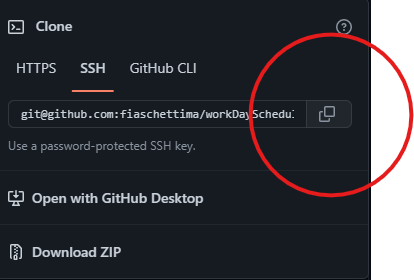 Clone
HTTPS SSH GitHub CLI
git@github.com:fiaschettima/workDaySchedul
Use a password-protected SSH key.
Open with GitHub Desktop
Download ZIP